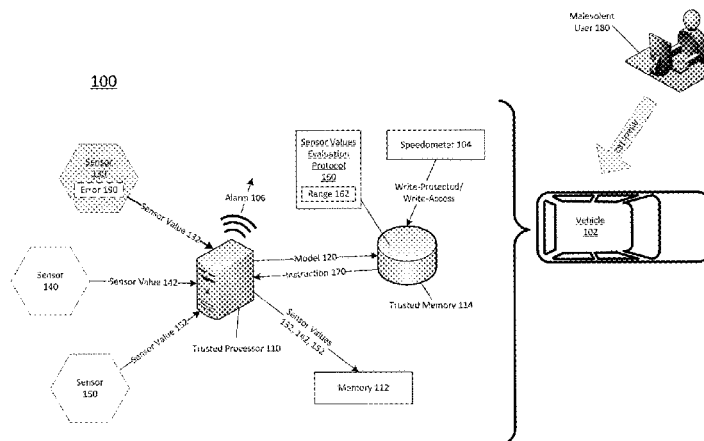 Malevolent
User 180
100
Sensor
130
Error 190
Sensor Value 132
Alarm 106
Sensor Values
Evaluation
Protocol
160
Range 162
Speedometer 104
Write-Protected/
Write-Access
Vehicle
102
Sensor
140
Sensor Value 142
Model 120
Instruction 170
Trusted Memory 114
Sensor Value 152
Trusted Processor 110
Sensor Values
132, 142, 152
Sensor
150
Memory 112